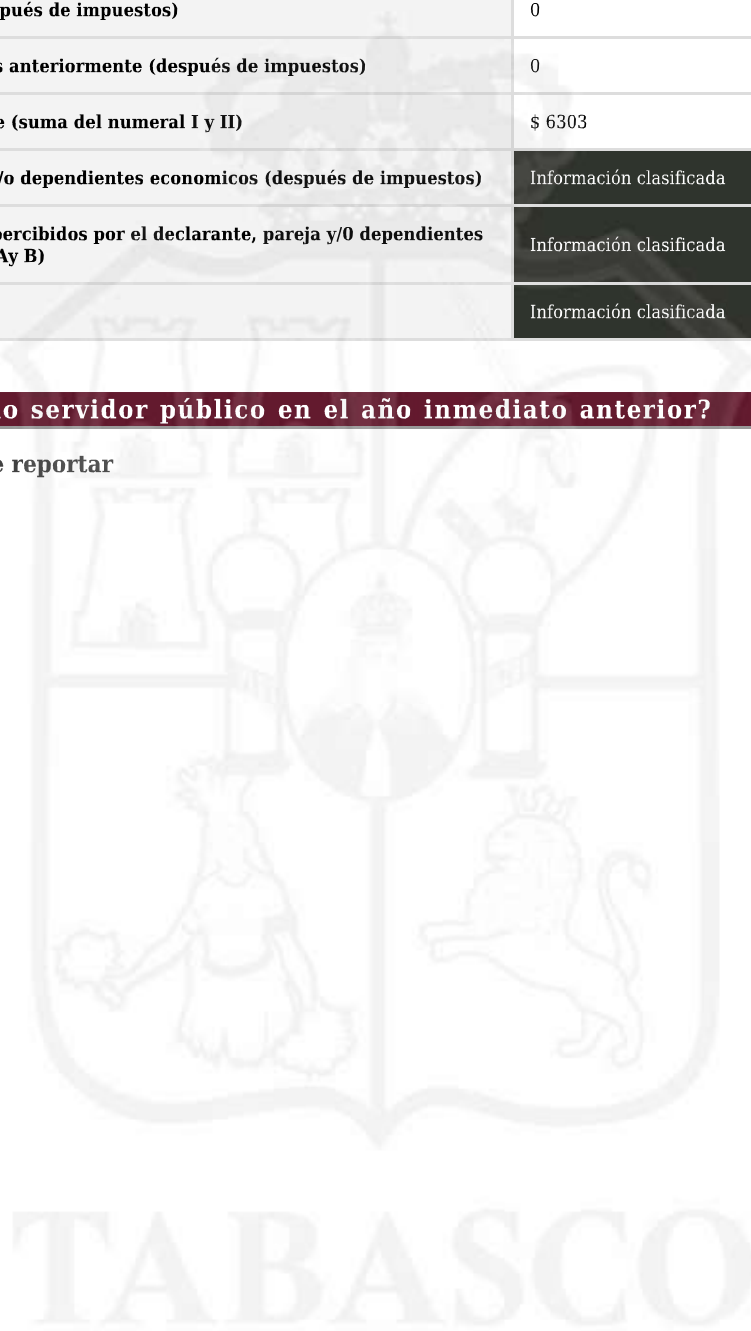 pués de impuestos)
0
s anteriormente (después de impuestos)
0
e (suma del numeral I y II)
$ 6303
/o dependientes economicos (después de impuestos)
Información clasificada
percibidos por el declarante, pareja y/0 dependientes
Ay B)
Información clasificada
Información clasificada
o servidor público en el año inmediato anterior?
e reportar
TABASCO